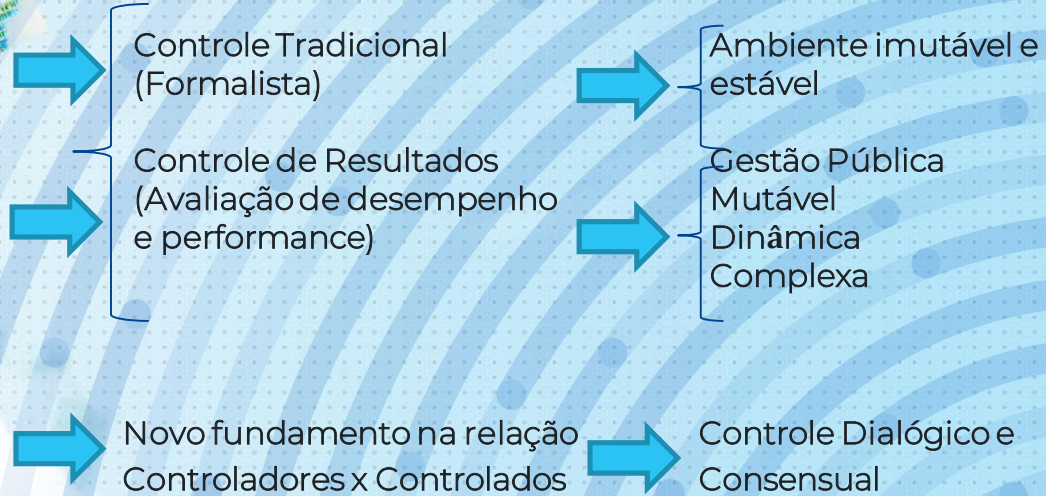 Controle Tradicional
(Formalista)
Ambiente imutável e
estável
Controle de Resultados
(Avaliação de desempenho
e performance)
Gestão Pública
Mutável
Dinâmica
Complexa
Novo fundamento na relação
Controladores x Controlados
Controle Dialógico e
Consensual